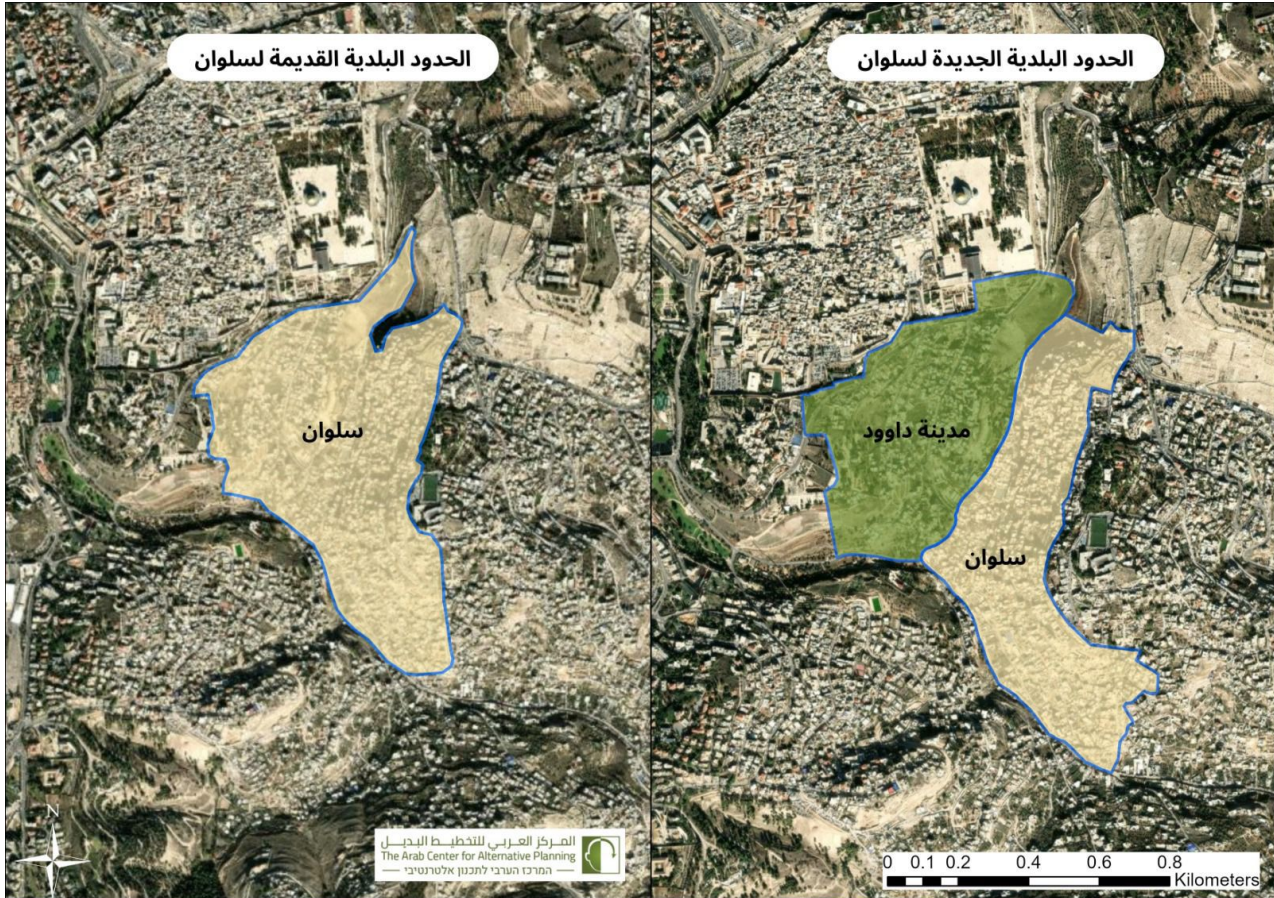 الحدود البلدية القديمة لسلوان
الحدود البلدية الجديدة لسلوان
سلوان
مدينة داوود
سلوان
N
المركز العربي للتخطيط البديل
The Arab Center for Alternative Planning
המרכז הערבי לתכנון אלטרנטיבי
0 0.1 0.2 0.4 0.6 0.8
Kilometers